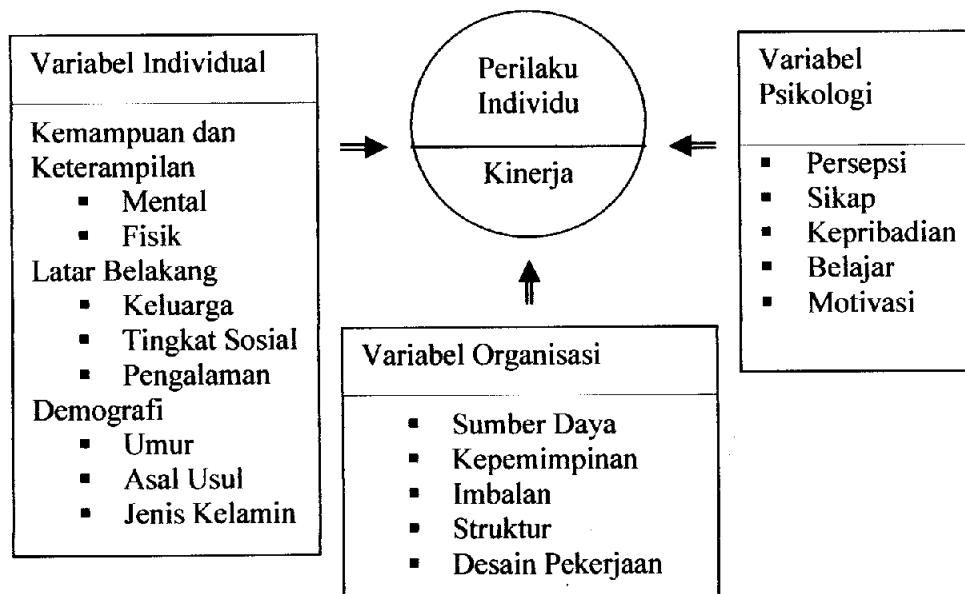 Variabel Individual
Kemampuan dan
Keterampilan
▪ Mental
▪ Fisik
Latar Belakang
▪ Keluarga
▪ Tingkat Sosial
▪ Pengalaman
Demografi
▪ Umur
▪ Asal Usul
▪ Jenis Kelamin
Perilaku
Individu
Kinerja
Variabel
Psikologi
▪ Persepsi
▪ Sikap
▪ Kepribadian
▪ Belajar
▪ Motivasi
Variabel Organisasi
▪ Sumber Daya
▪ Kepemimpinan
▪ Imbalan
▪ Struktur
▪ Desain Pekerjaan